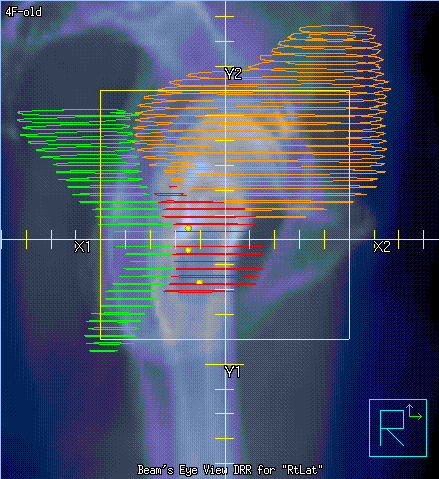 4F-old
Y2
X1
X2
Y1
R
Beam's Eye View DRR for "RtLat"